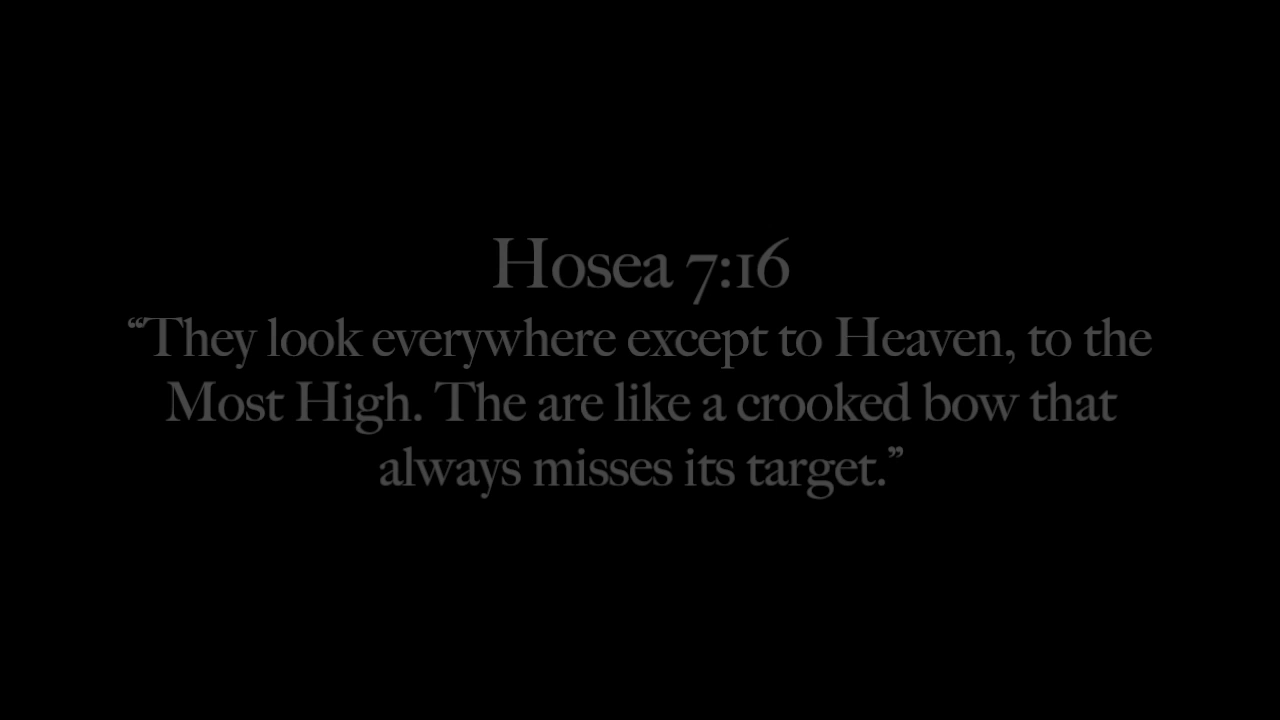 Hosea 7:16
“They look everywhere except to Heaven, to the
Most High. The are like a crooked bow that
always misses its target.”